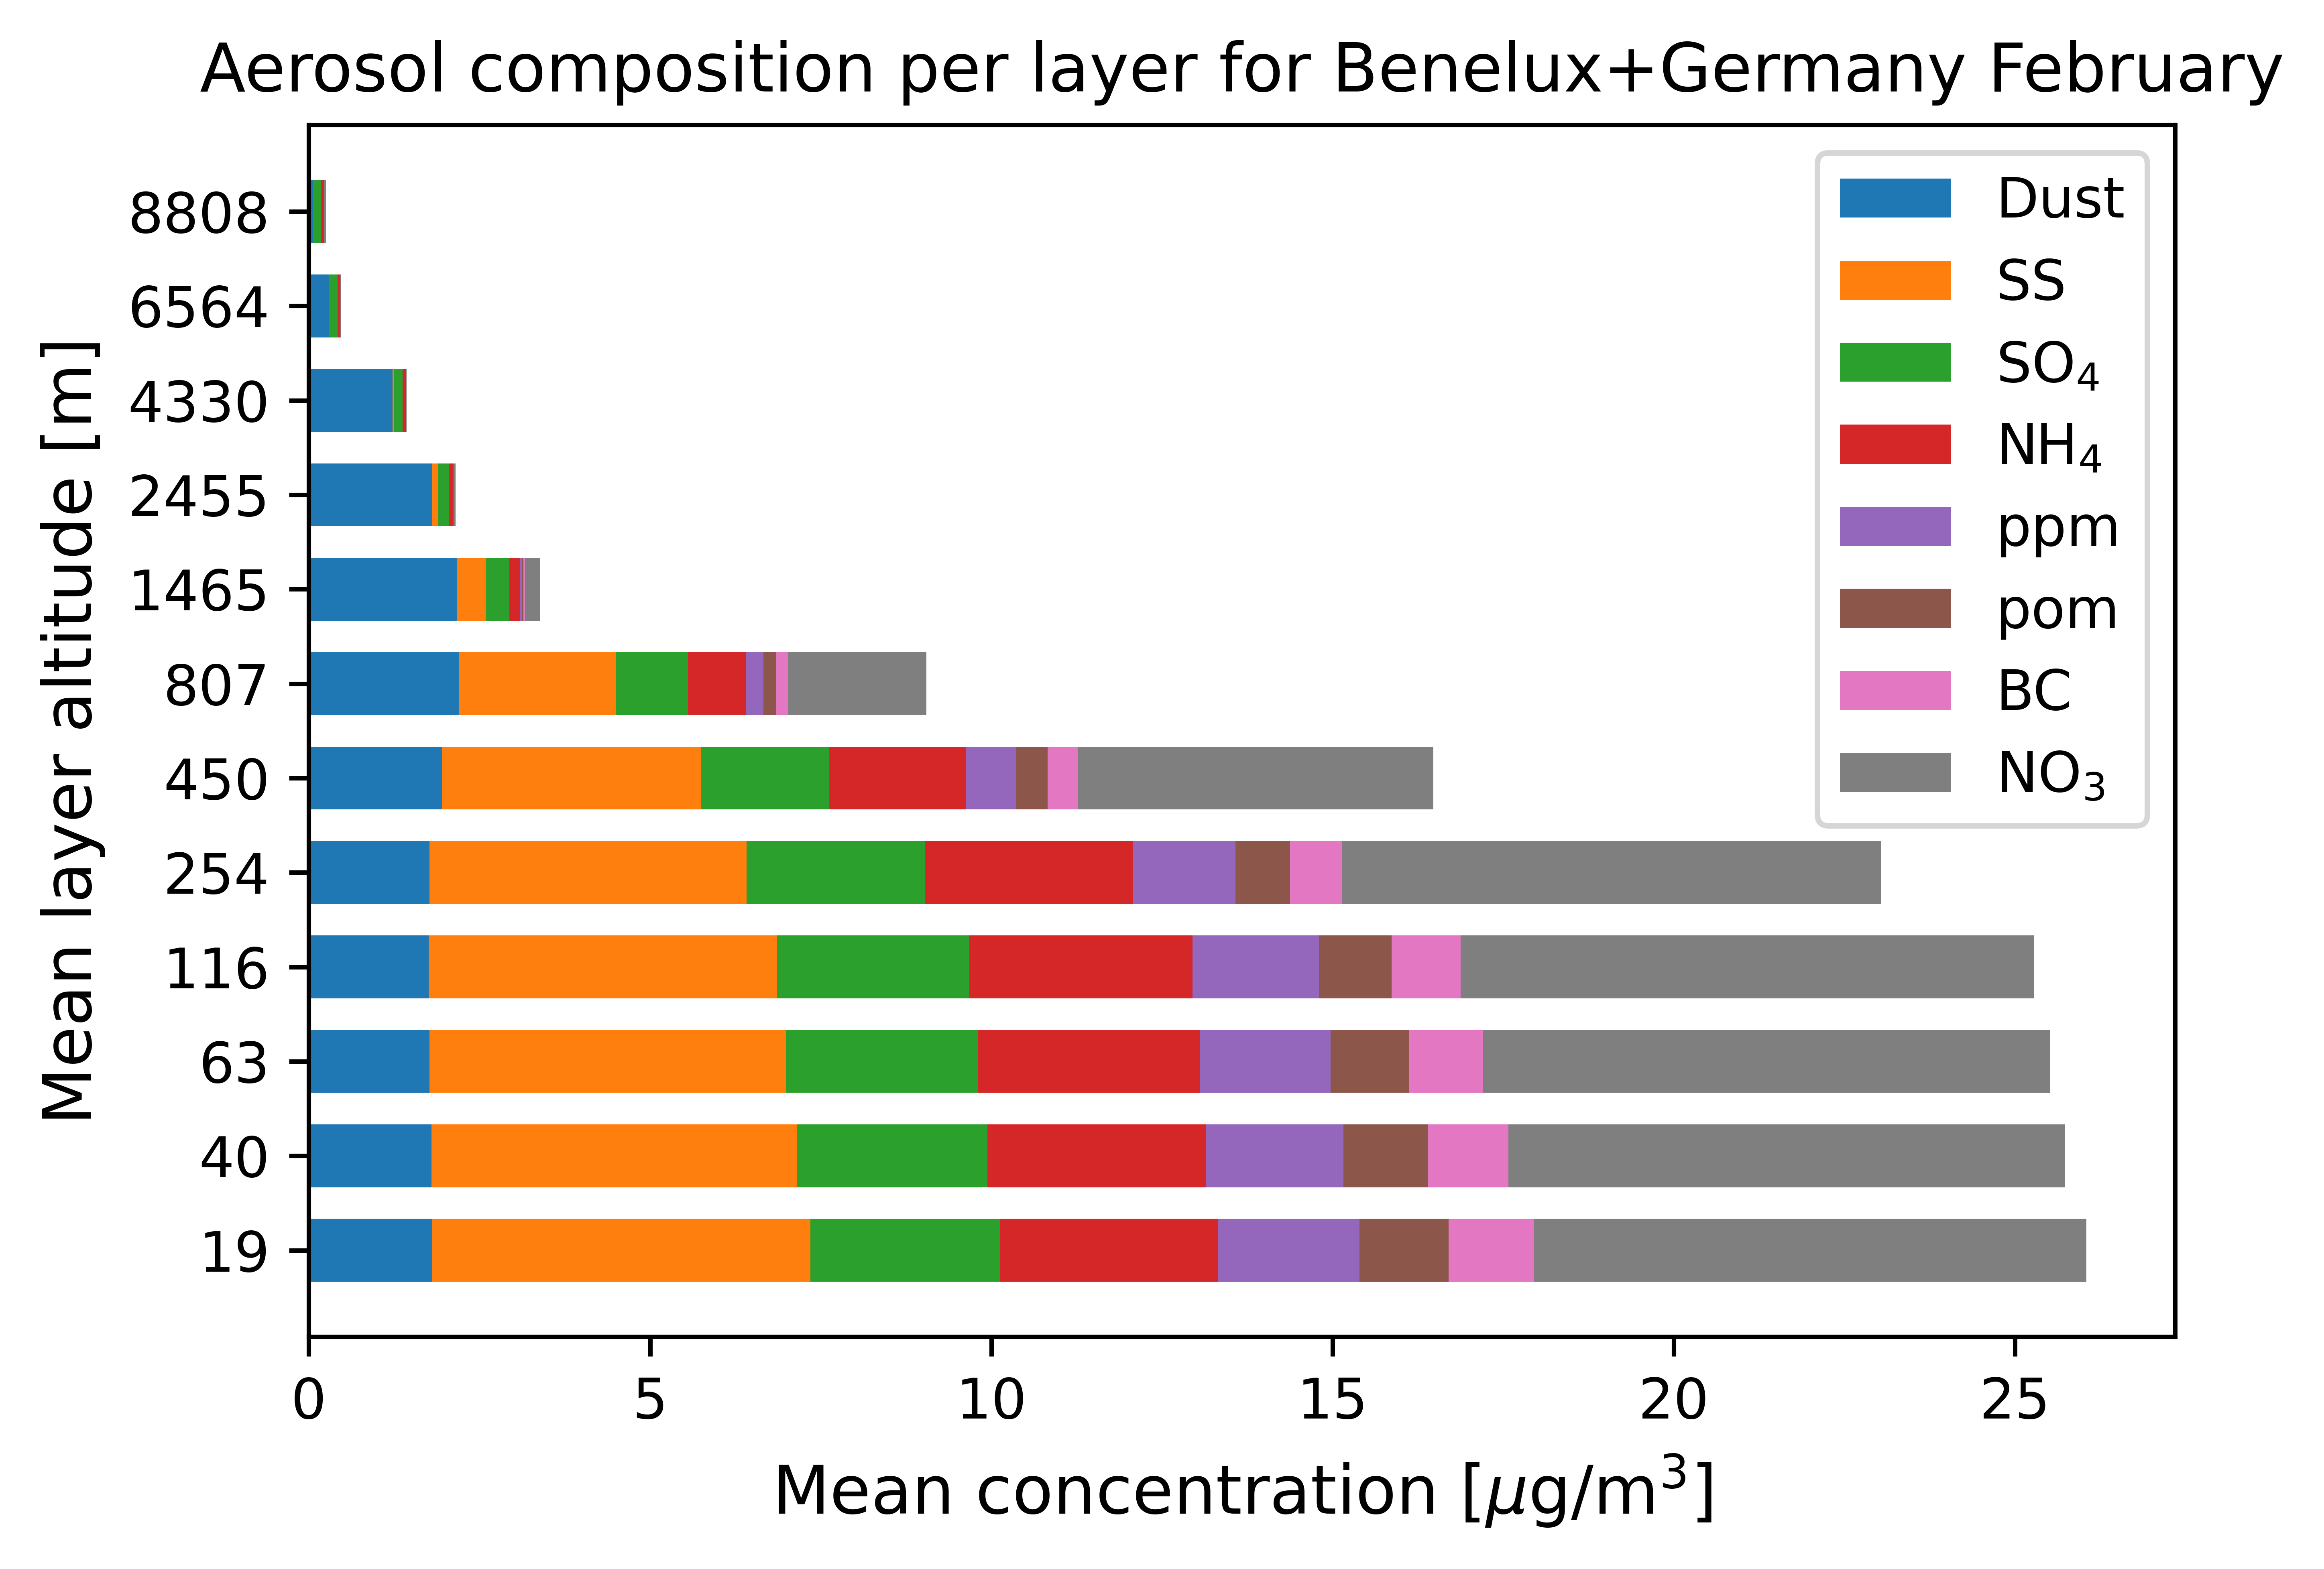 Aerosol composition per layer for Benelux+Germany February
Mean layer altitude [m]
8808
6564
4330
2455
1465
807
450
254
116
63
40
19
Dust
SS
SO₄
NH₄
ppm
pom
BC
NO₃
0 5 10 15 20 25
Mean concentration [μg/m³]